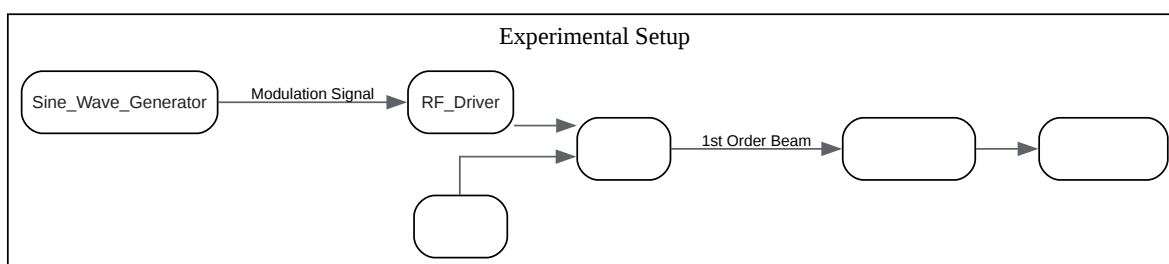 Experimental Setup
Sine_Wave_Generator
Modulation Signal
RF_Driver
1st Order Beam